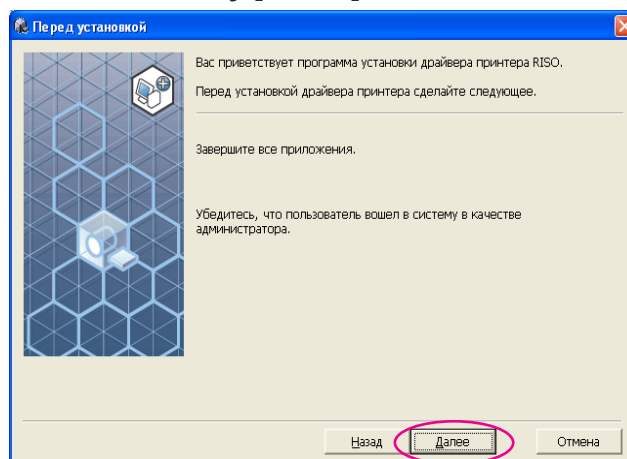 Перед установкой
Вас приветствует программа установки драйвера принтера RISO.
Перед установкой драйвера принтера сделайте следующее.
Завершите все приложения.
Убедитесь, что пользователь вошел в систему в качестве
администратора.
Назад Далее Отмена